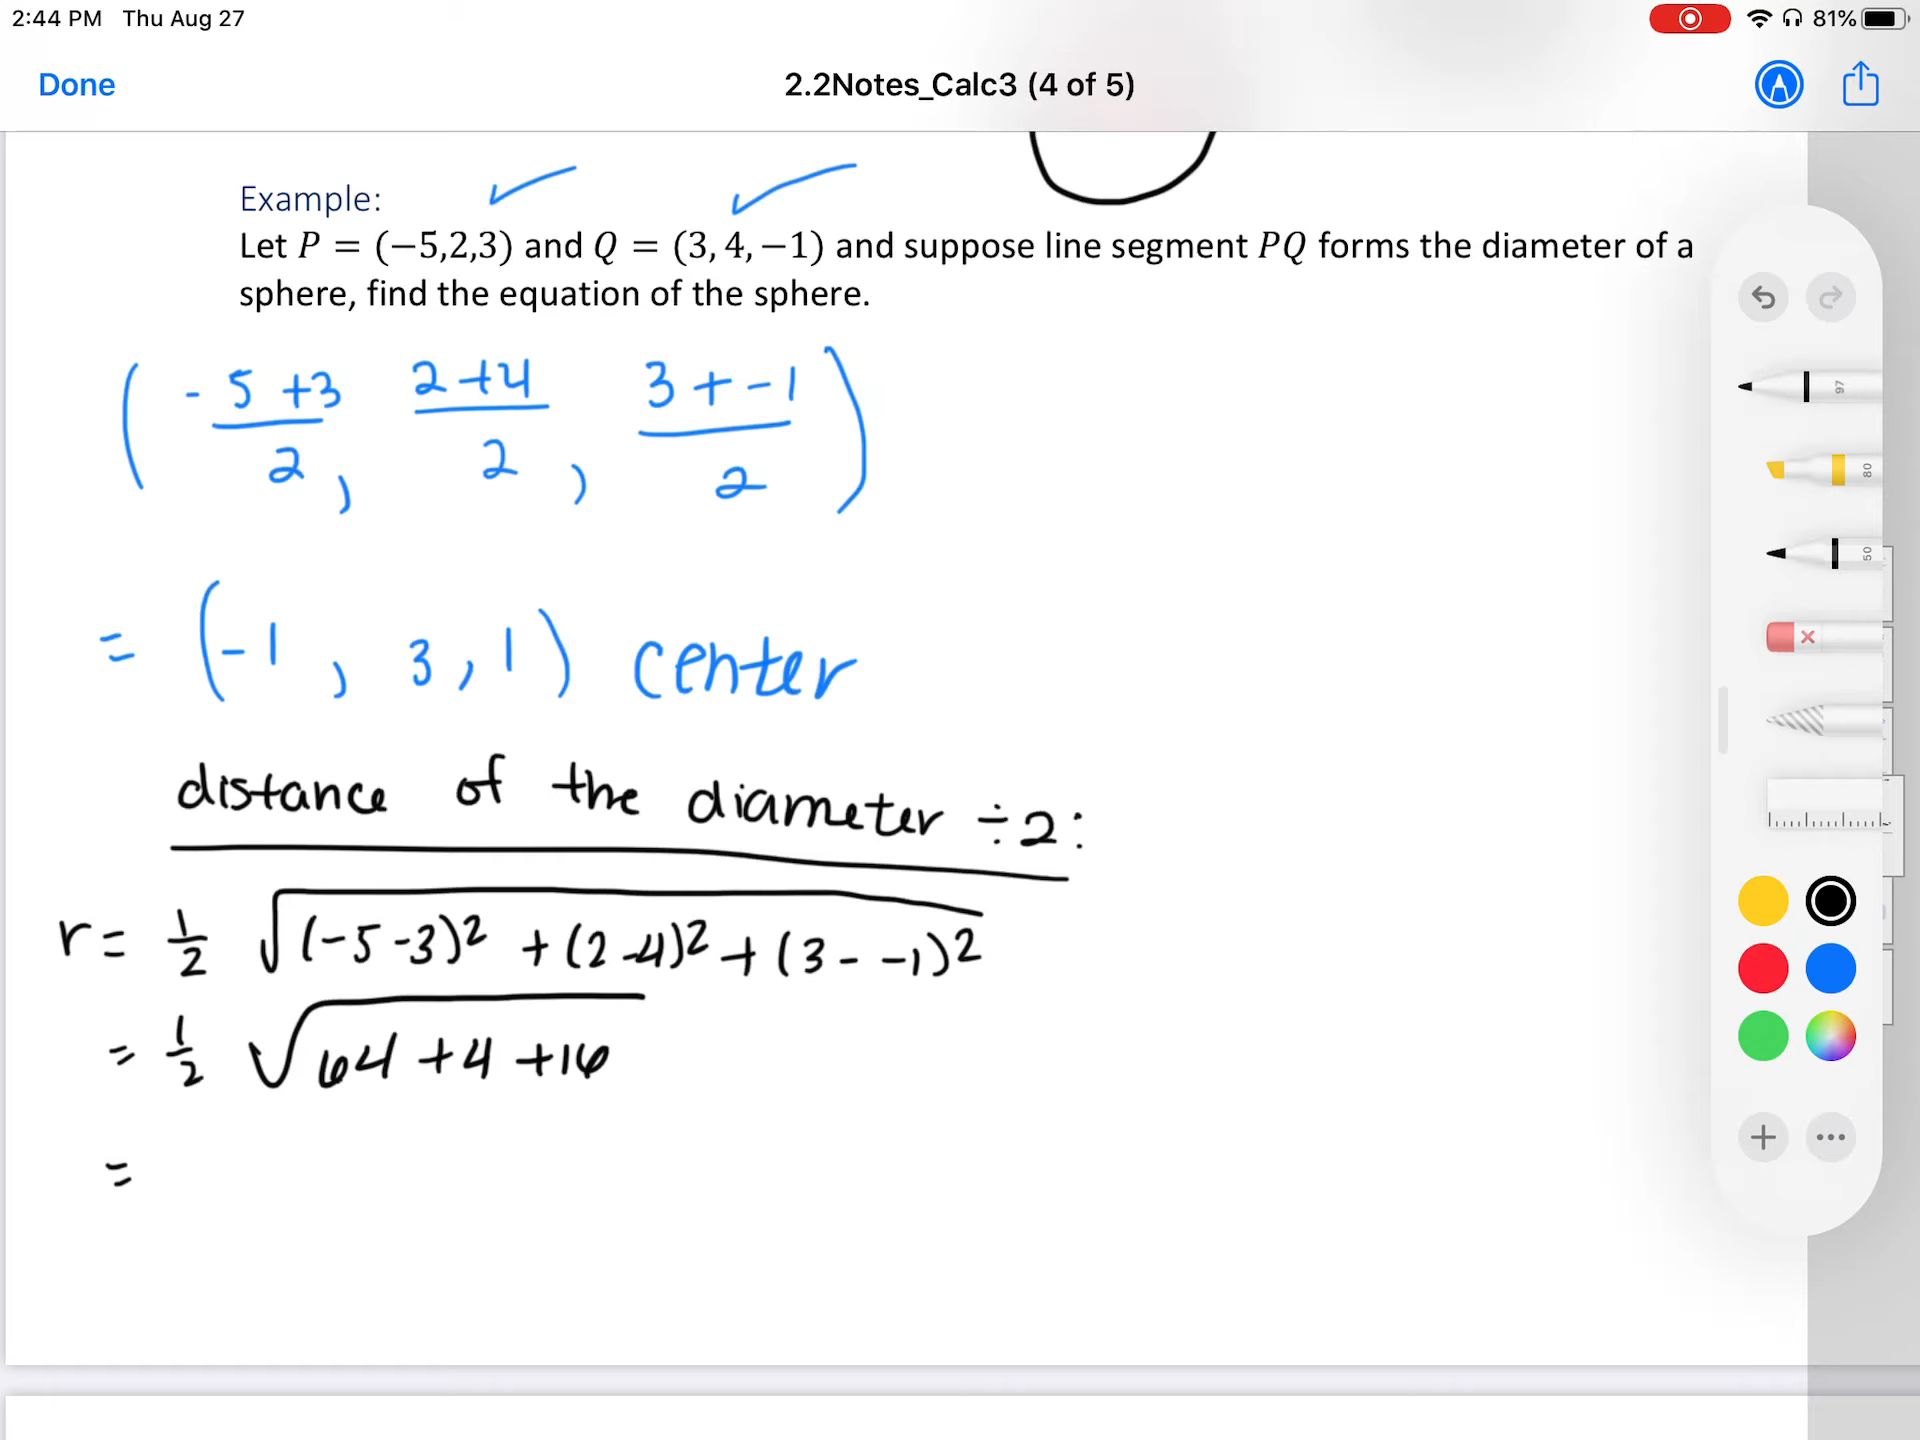 2:44 PM Thu Aug 27
81%
Done
2.2Notes_Calc3 (4 of 5)
Example:
Let P = (−5,2,3) and Q = (3, 4, −1) and suppose line segment PQ forms the diameter of a
sphere, find the equation of the sphere.
( -5+3/2 , 2+4/2 , 3+-1/2 )
= (-1 , 3 , 1) center
distance of the diameter ÷2:
r = 1/2 √((-5-3)² + (2-4)² + (3--1)²)
= 1/2 √(64+4+16)
=
97
80
50